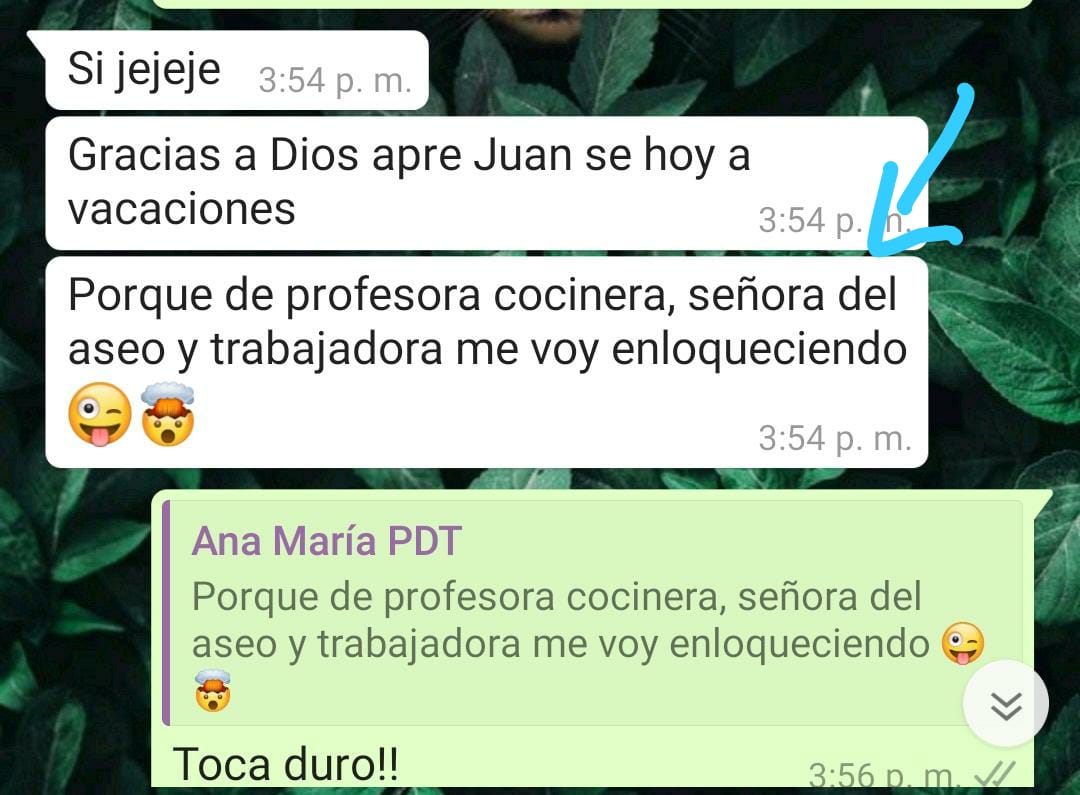 Si jejeje 3:54 p. m.
Gracias a Dios apre Juan se hoy a
vacaciones 3:54 p. m.
Porque de profesora cocinera, señora del
aseo y trabajadora me voy enloqueciendo
😜🤯 3:54 p. m.
Ana María PDT
Porque de profesora cocinera, señora del
aseo y trabajadora me voy enloqueciendo 😜
🤯
Toca duro!! 3:56 p. m.